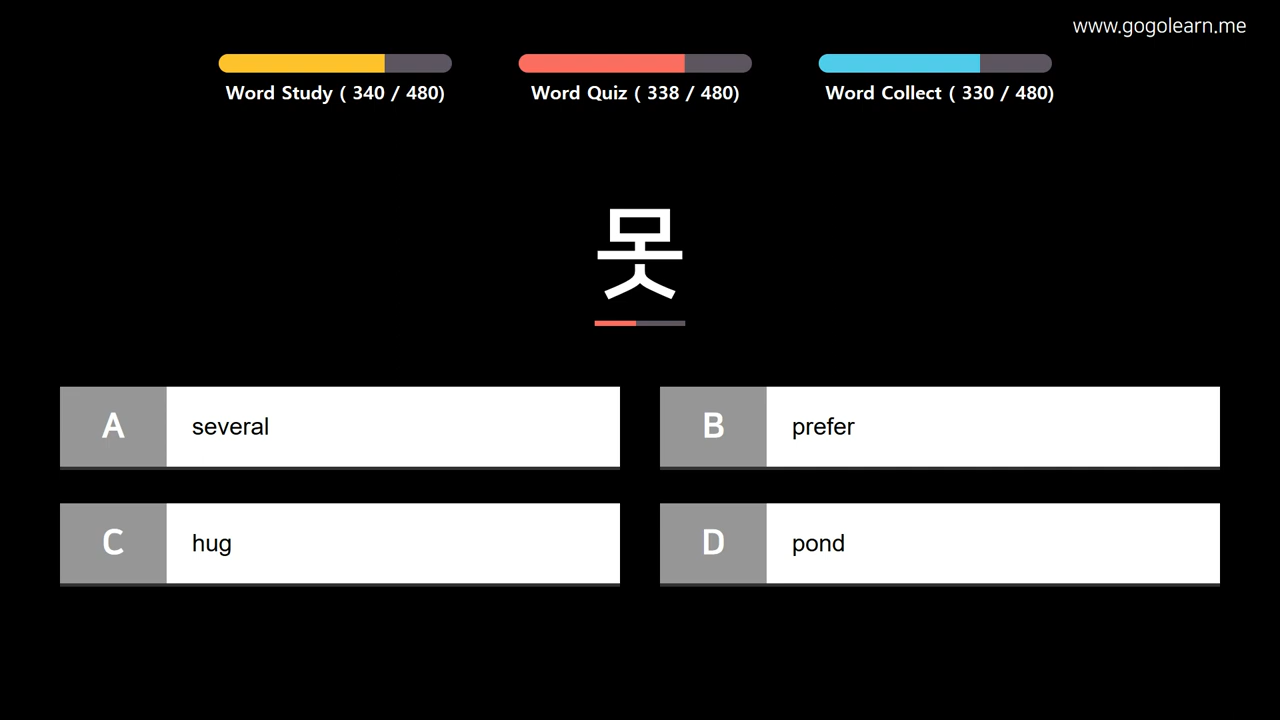 www.gogolearn.me
Word Study ( 340 / 480)
Word Quiz ( 338 / 480)
Word Collect ( 330 / 480)
못
A several
B prefer
C hug
D pond